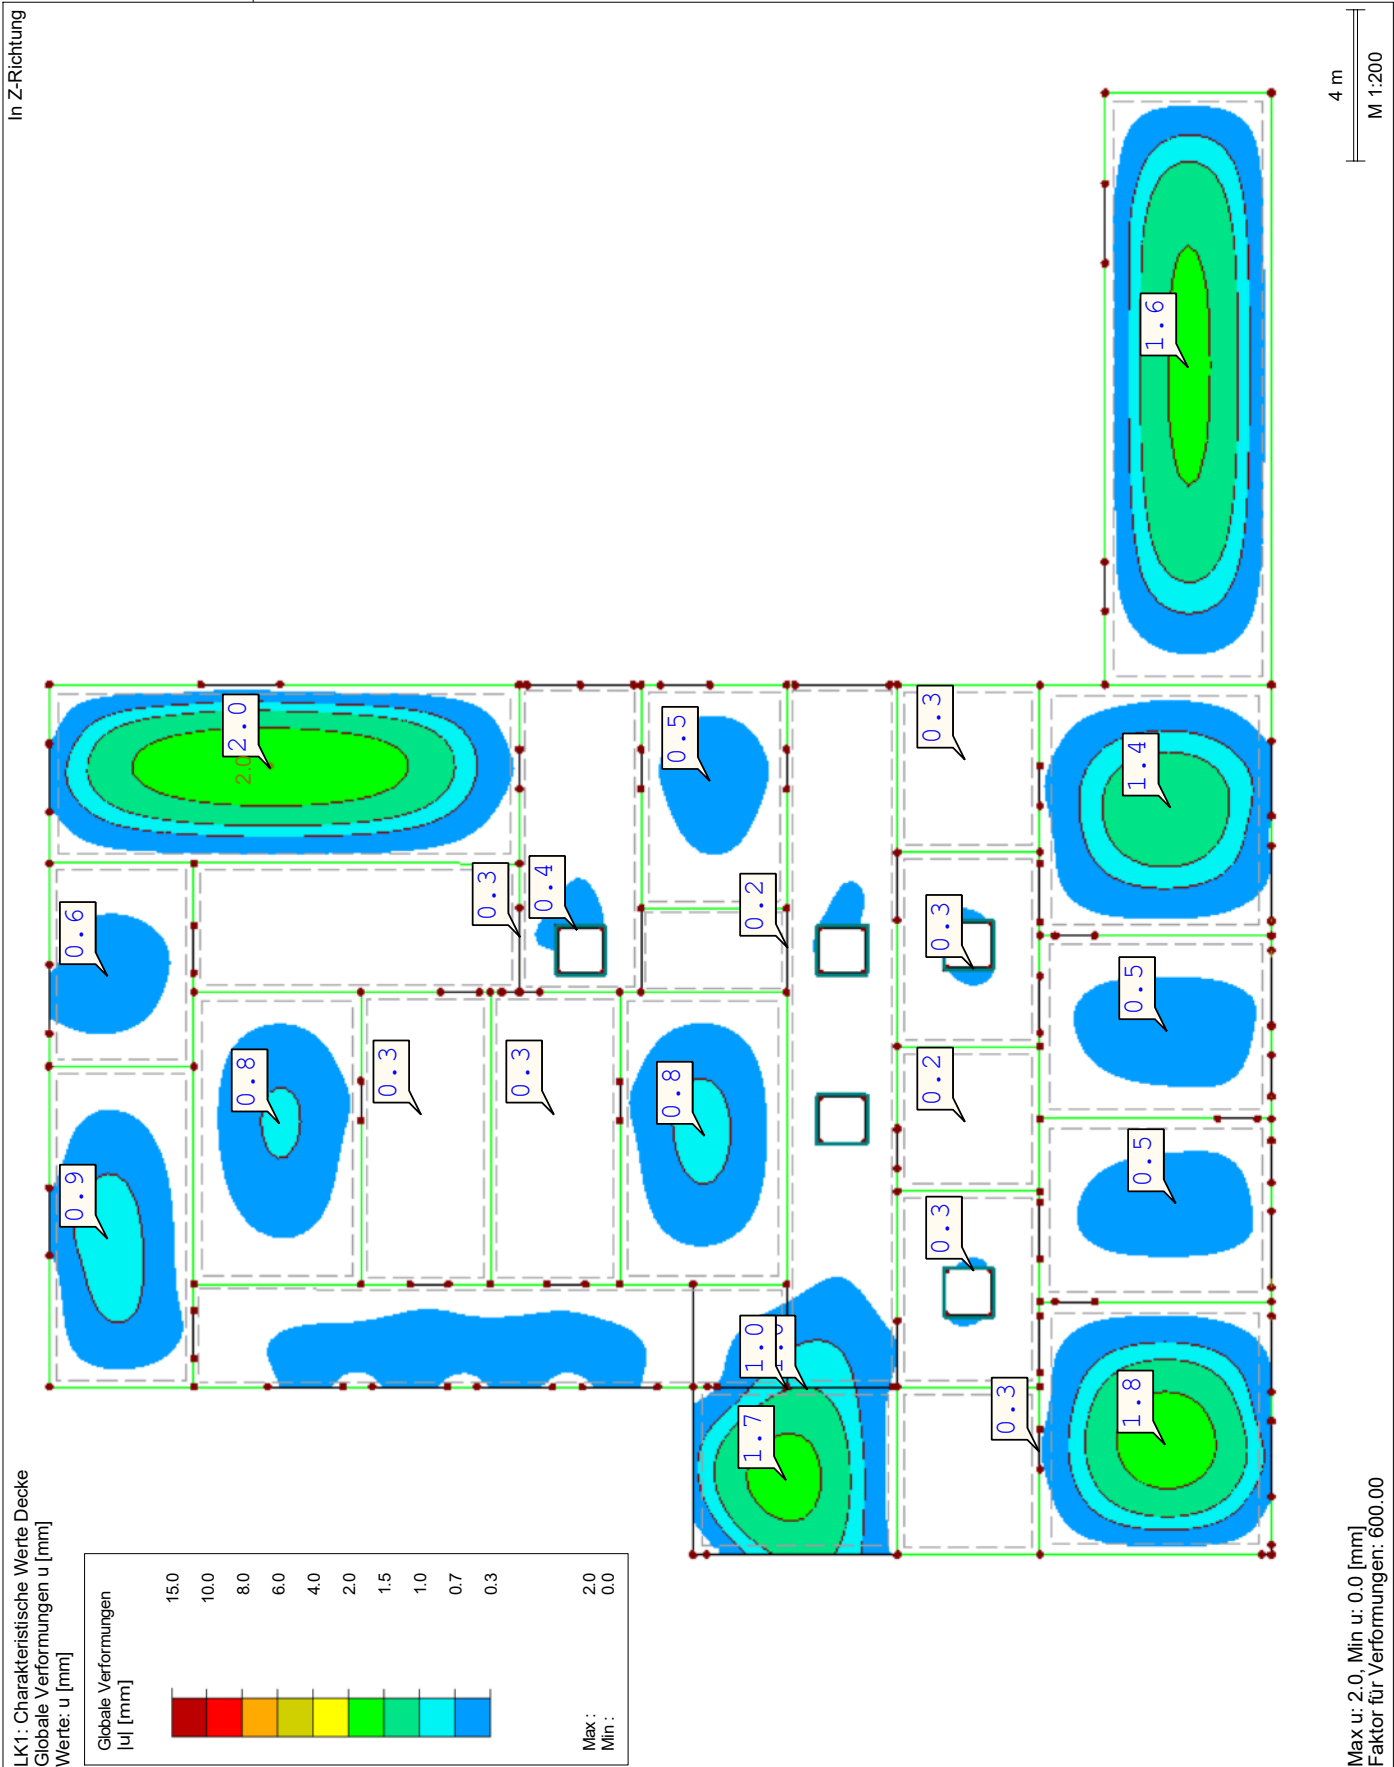 LK1: Charakteristische Werte Decke
Globale Verformungen u [mm]
Werte: u [mm]
In Z-Richtung
Globale Verformungen
|u| [mm]
15.0
10.0
8.0
6.0
4.0
2.0
1.5
1.0
0.7
0.3
Max : 2.0
Min : 0.0
0.9
0.6
2.0
2.0
0.8
0.3
0.3
0.3
0.4
0.5
0.8
0.2
1.7
1.0
0.3
0.2
0.3
0.3
0.3
1.8
0.5
0.5
1.4
1.6
4 m
M 1:200
Max u: 2.0, Min u: 0.0 [mm]
Faktor für Verformungen: 600.00